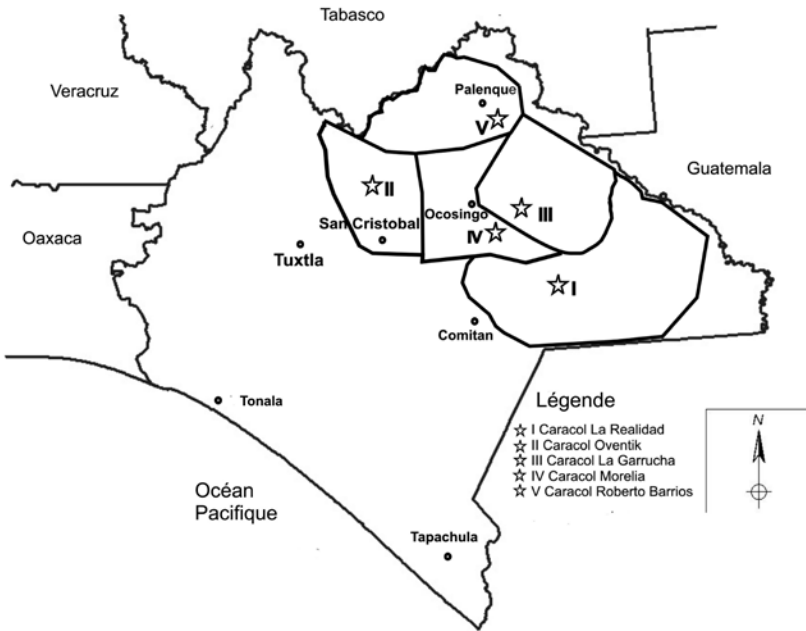 Tabasco
Veracruz
Palenque
V
Guatemala
II
Ocosingo
III
San Cristobal
IV
Oaxaca
Tuxtla
I
Comitan
Tonala
Légende
I Caracol La Realidad
II Caracol Oventik
III Caracol La Garrucha
IV Caracol Morelia
V Caracol Roberto Barrios
N
Océan
Pacifique
Tapachula